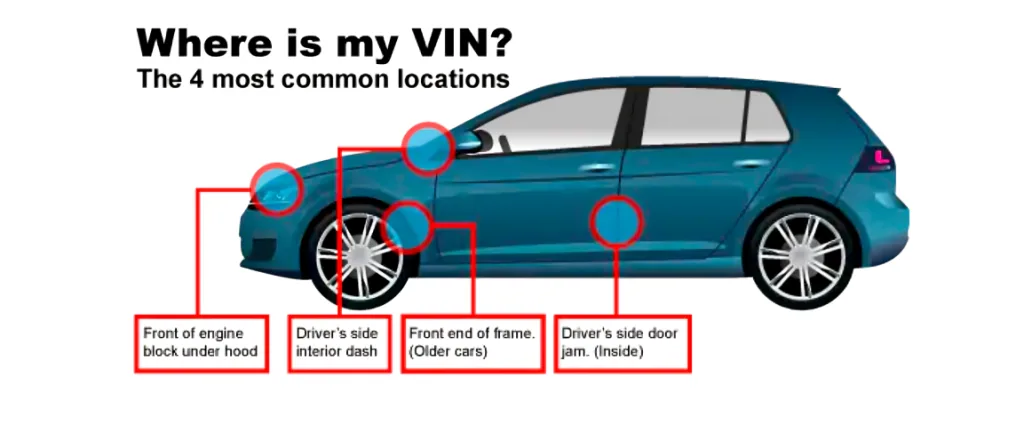 Where is my VIN?
The 4 most common locations
Front of engine
block under hood
Driver's side
interior dash
Front end of frame.
(Older cars)
Driver's side door
jam. (Inside)